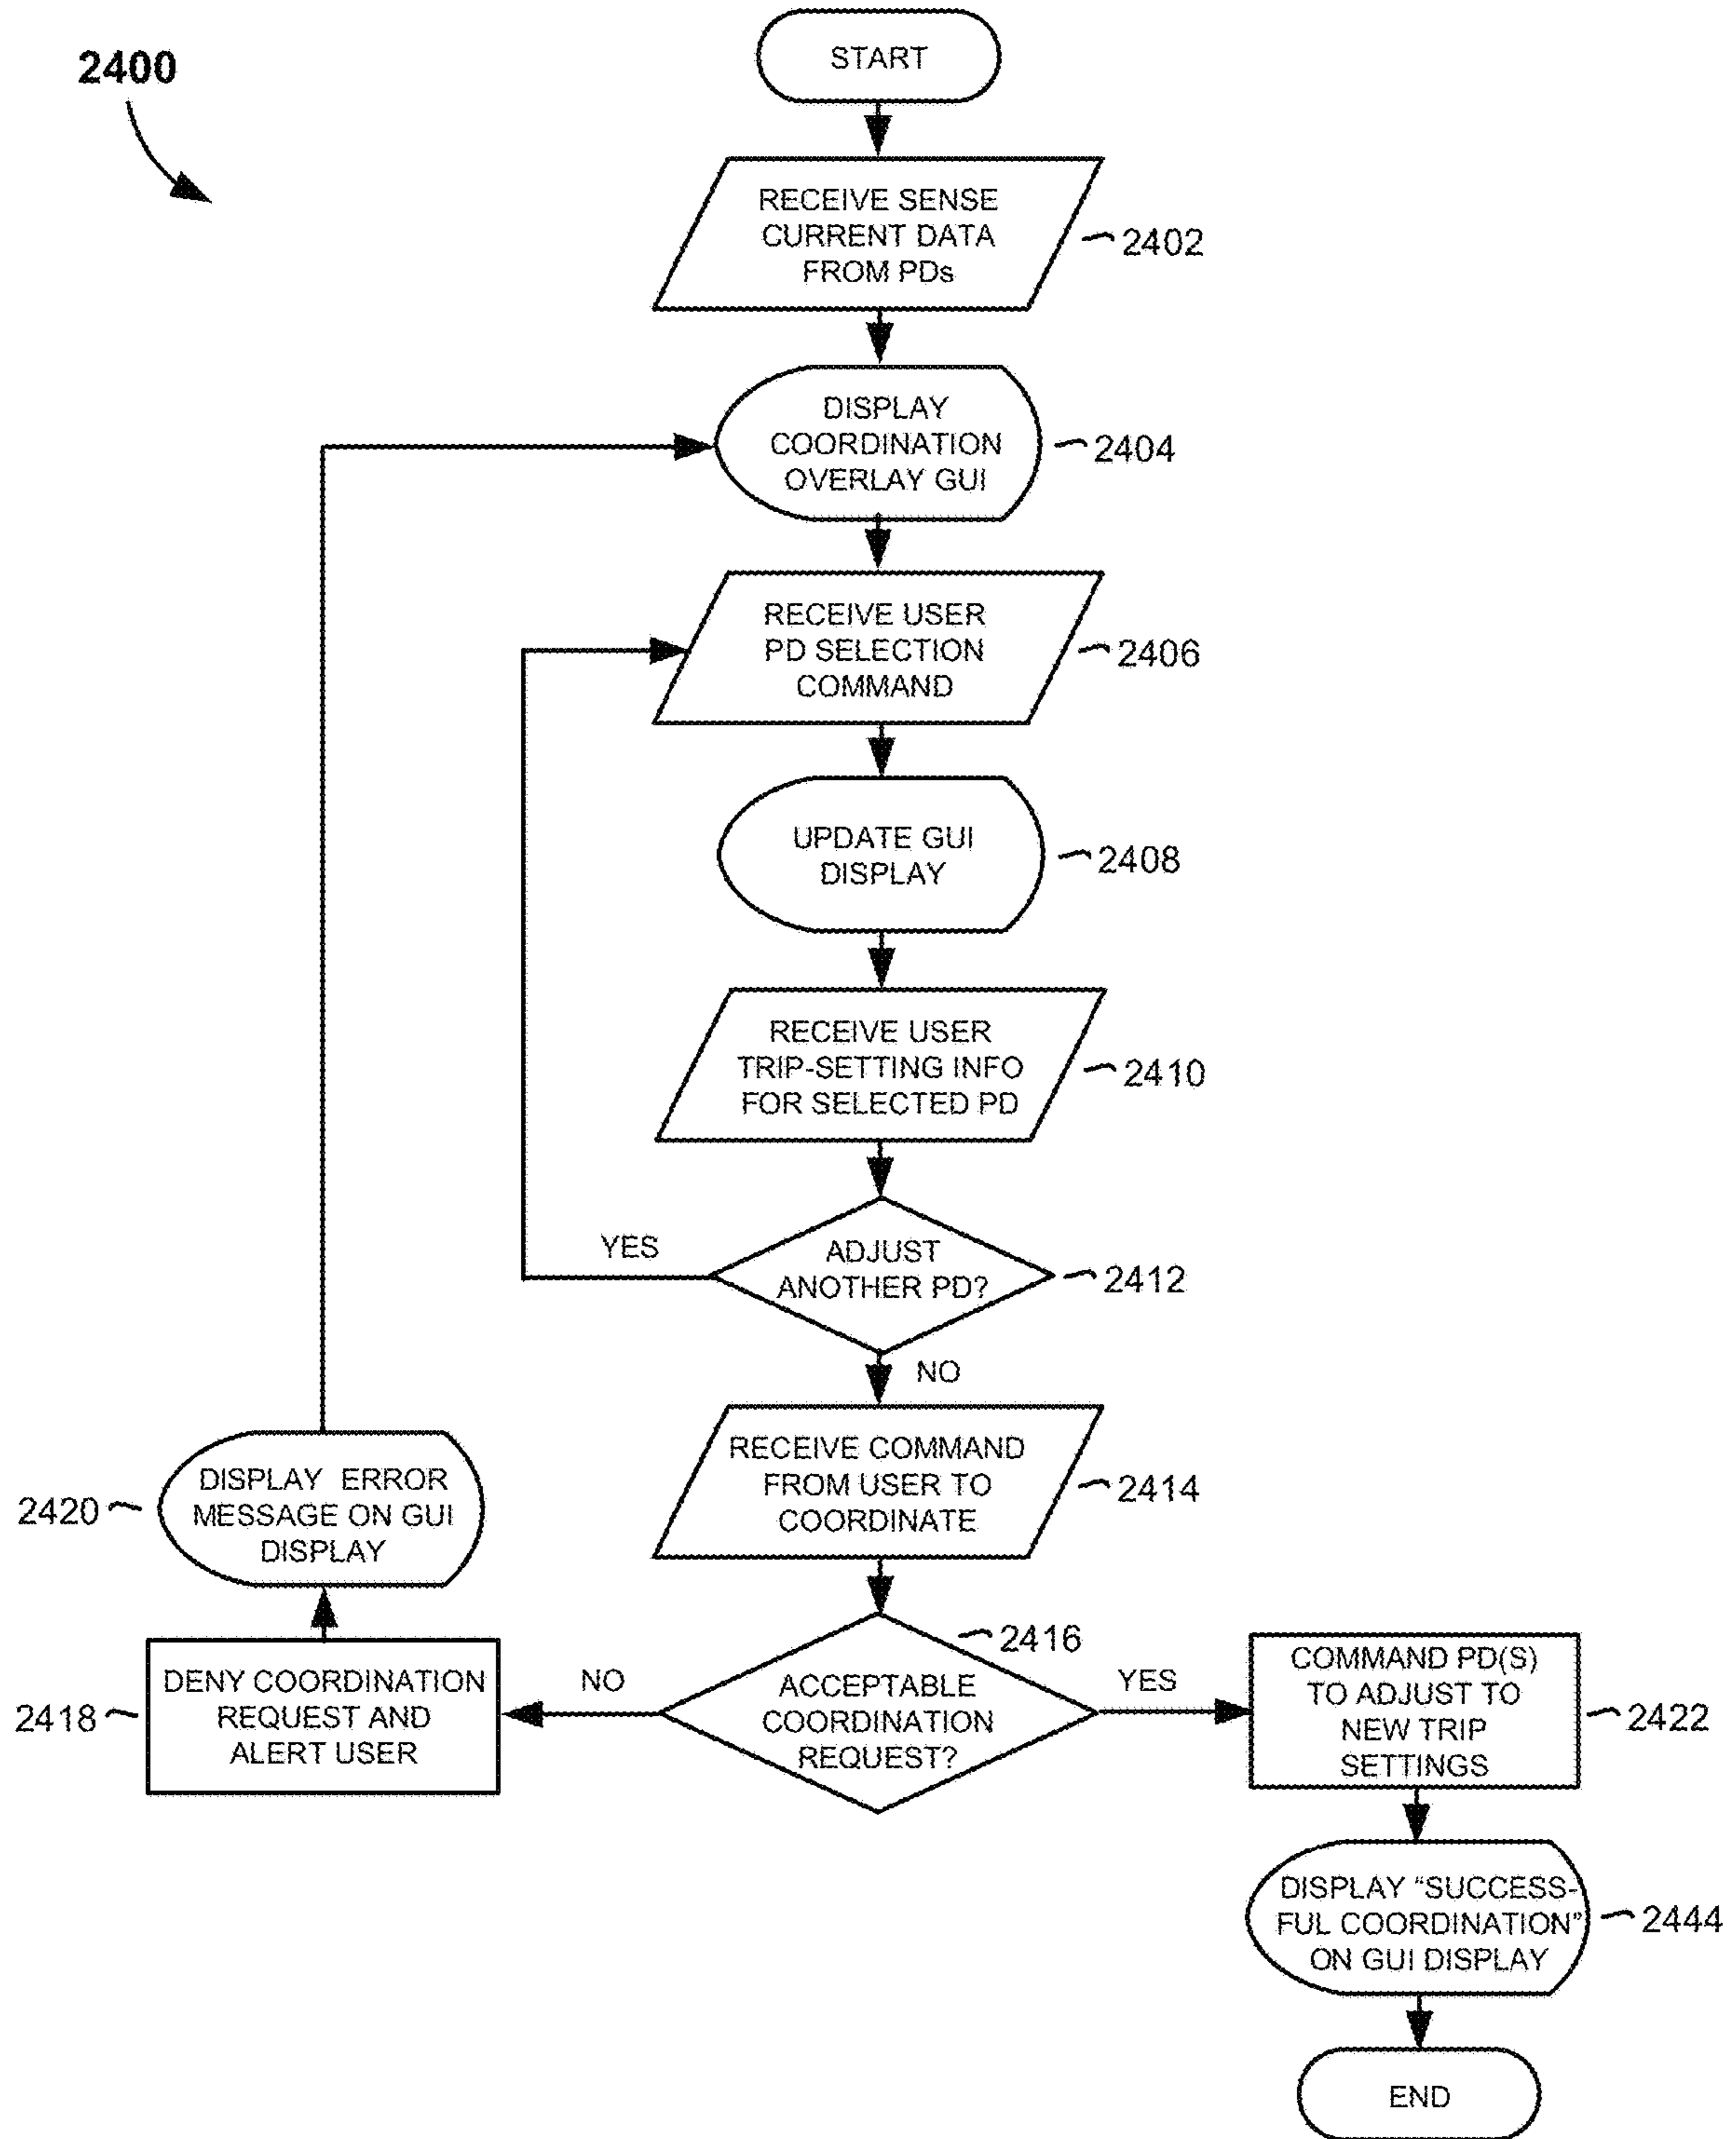 2400
START
RECEIVE SENSE
CURRENT DATA
FROM PDs
2402
DISPLAY
COORDINATION
OVERLAY GUI
2404
RECEIVE USER
PD SELECTION
COMMAND
2406
UPDATE GUI
DISPLAY
2408
RECEIVE USER
TRIP-SETTING INFO
FOR SELECTED PD
2410
YES
ADJUST
ANOTHER PD?
2412
NO
RECEIVE COMMAND
FROM USER TO
COORDINATE
2414
2420
DISPLAY ERROR
MESSAGE ON GUI
DISPLAY
2418
DENY COORDINATION
REQUEST AND
ALERT USER
NO
2416
ACCEPTABLE
COORDINATION
REQUEST?
YES
COMMAND PD(S)
TO ADJUST TO
NEW TRIP
SETTINGS
2422
DISPLAY “SUCCESS-
FUL COORDINATION”
ON GUI DISPLAY
2444
END